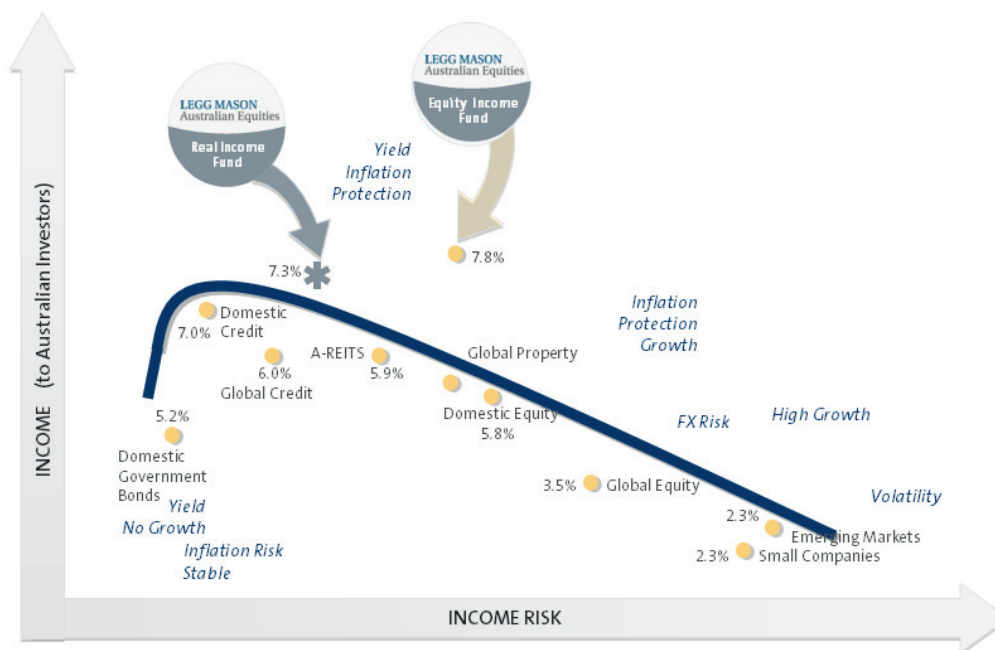 LEGG MASON
Australian Equities
Equity Income
Fund
LEGG MASON
Australian Equities
Real Income
Fund
Yield
Inflation
Protection
7.8%
7.3%
Domestic
Credit
7.0%
Inflation
Protection
Growth
A-REITS
5.9%
6.0%
Global Credit
Global Property
Domestic Equity
5.8%
5.2%
Domestic
Government
Bonds
FX Risk
High Growth
3.5%
Global Equity
Volatility
Yield
No Growth
Inflation Risk
Stable
2.3%
Emerging Markets
2.3%
Small Companies
INCOME (to Australian Investors)
INCOME RISK